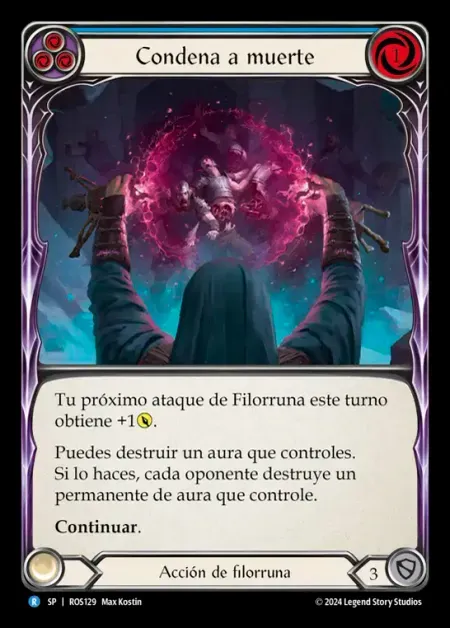 Condena a muerte
1
Tu próximo ataque de Filorruna este turno
obtiene +1.
Puedes destruir un aura que controles.
Si lo haces, cada oponente destruye un
permanente de aura que controle.
Continuar.
Acción de filorruna
3
R SP | ROS129 Max Kostin
© 2024 Legend Story Studios